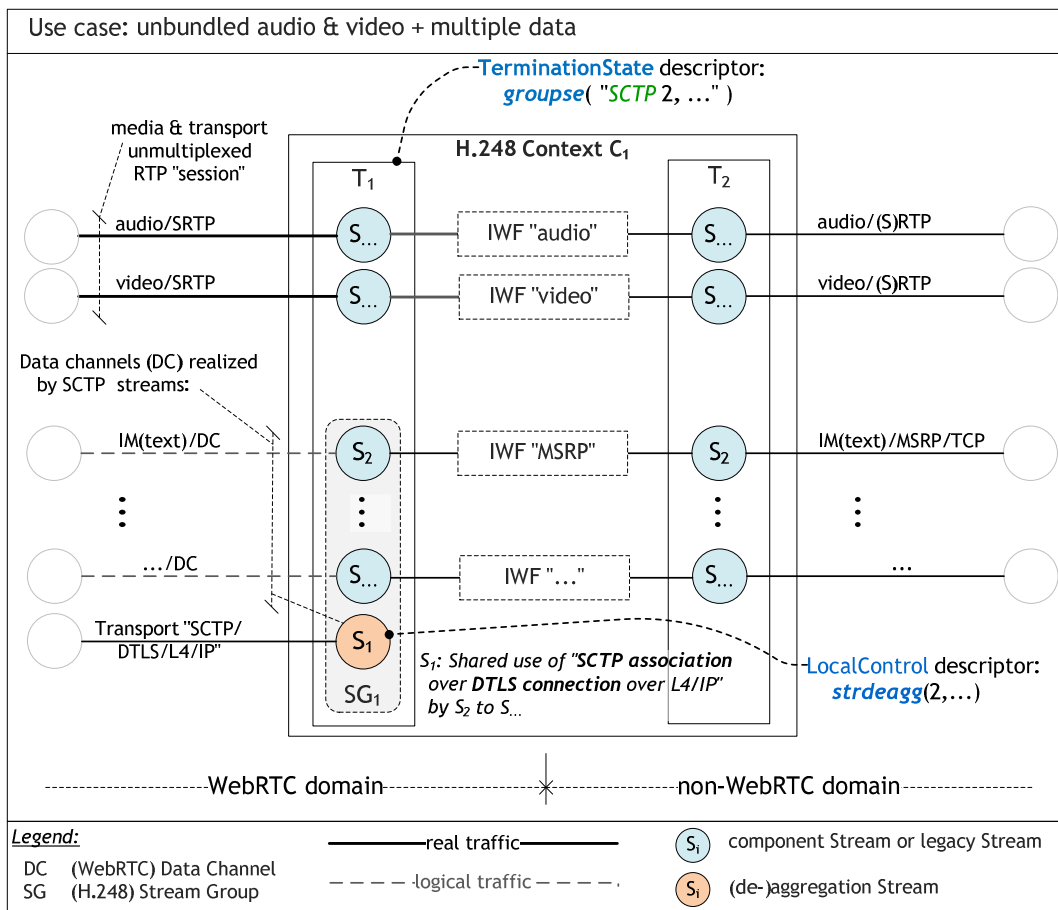 Use case: unbundled audio & video + multiple data
TerminationState descriptor:
groupse( "SCTP 2, ..." )
media & transport
unmultiplexed
RTP "session"
H.248 Context C1
T1
T2
audio/SRTP
S...
IWF "audio"
S...
audio/(S)RTP
video/SRTP
S...
IWF "video"
S...
video/(S)RTP
Data channels (DC) realized
by SCTP streams:
IM(text)/DC
S2
IWF "MSRP"
S2
IM(text)/MSRP/TCP
.../DC
S...
IWF "..."
S...
...
Transport "SCTP/
DTLS/L4/IP"
S1
SG1
S1: Shared use of "SCTP association
over DTLS connection over L4/IP"
by S2 to S...
LocalControl descriptor:
strdeagg(2,...)
WebRTC domain
non-WebRTC domain
Legend:
DC (WebRTC) Data Channel
SG (H.248) Stream Group
real traffic
logical traffic
Si component Stream or legacy Stream
Si (de-)aggregation Stream